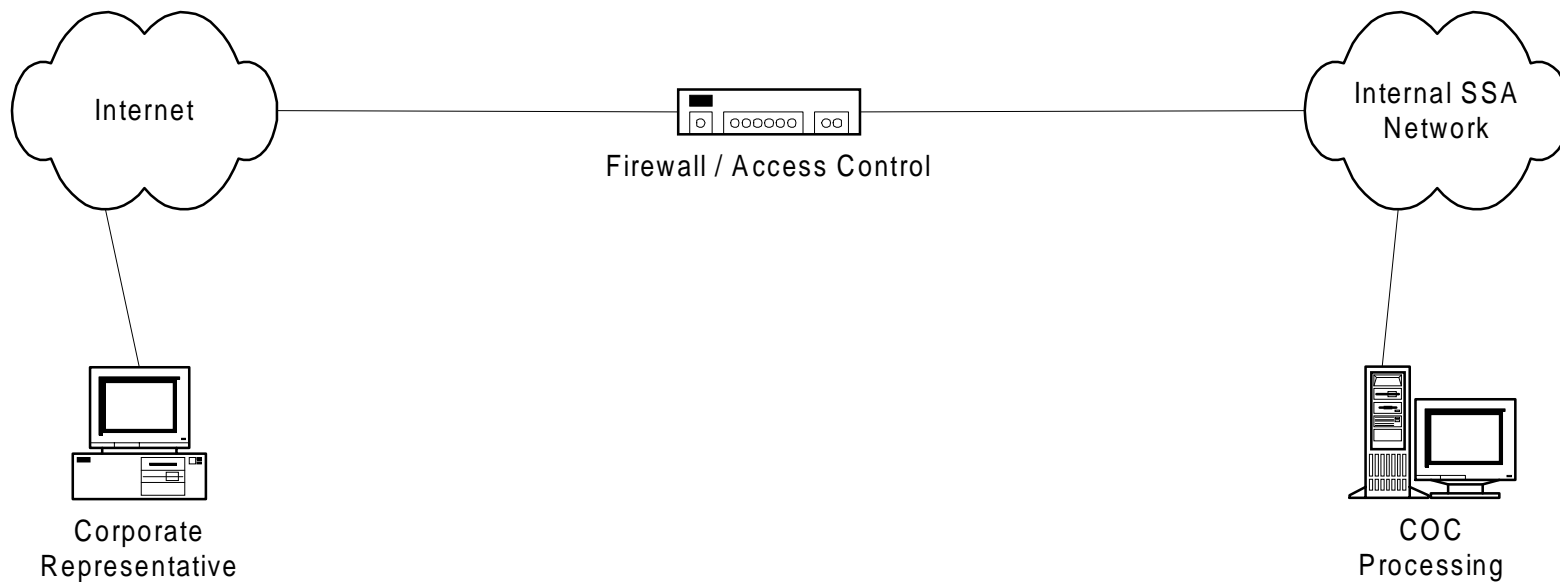 Internet
Internal SSA
Network
Firewall / Access Control
Corporate
Representative
COC
Processing